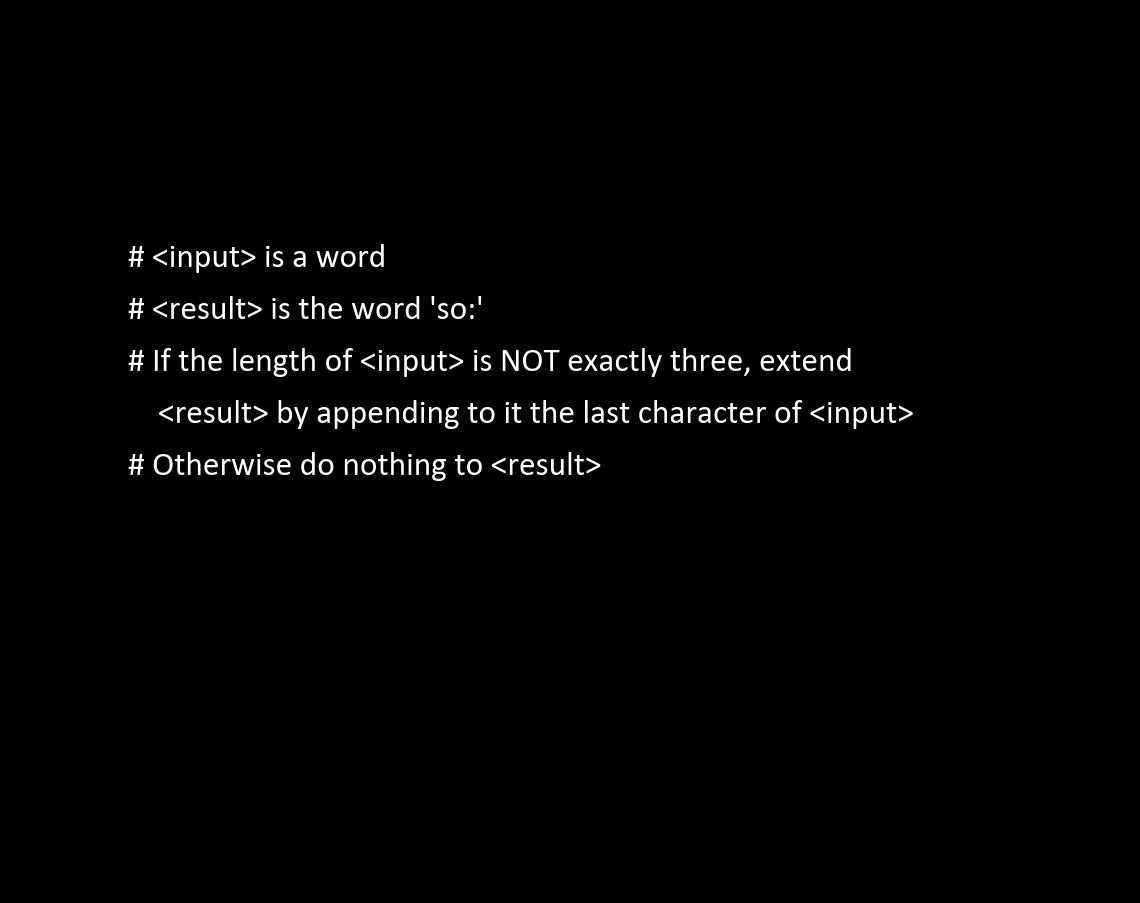 # <input> is a word
# <result> is the word 'so:'
# If the length of <input> is NOT exactly three, extend
<result> by appending to it the last character of <input>
# Otherwise do nothing to <result>